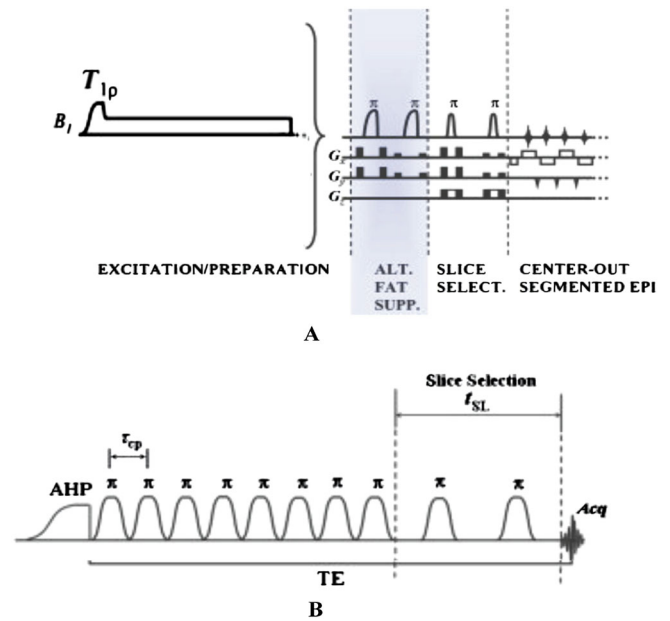 T1ρ
B1
π π π π
Gx
Gy
Gz
EXCITATION/PREPARATION
ALT. SLICE CENTER-OUT
FAT SELECT. SEGMENTED EPI
SUPP.
A
Slice Selection
tSL
τcp
AHP
π π π π π π π π π π
Acq
TE
B